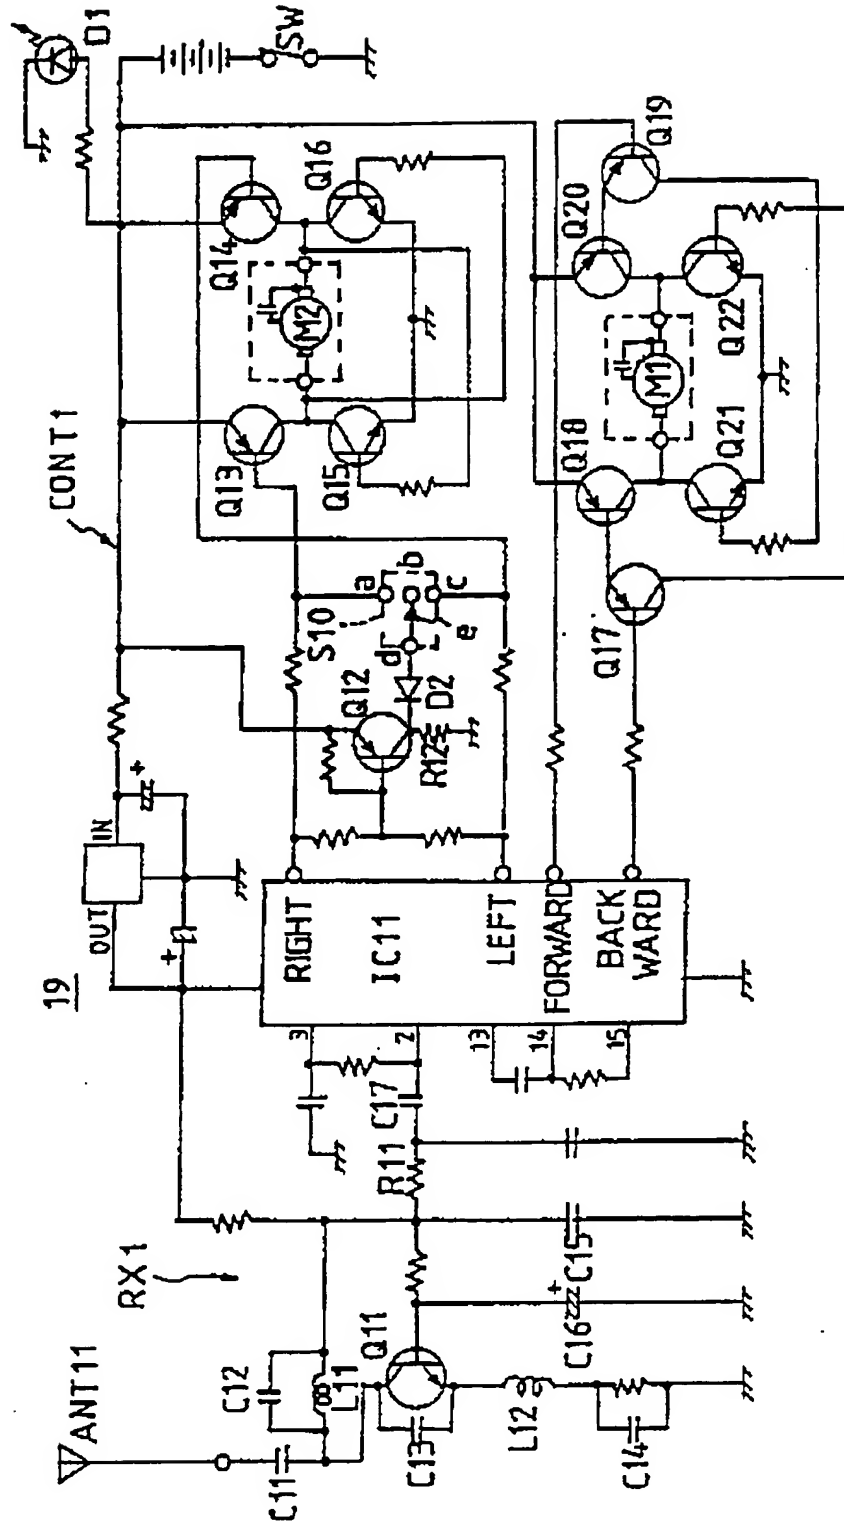 19
ANT11
RX1
CONT1
D1
SW
C12
C11
L11
Q11
C13
L12
C14
C16
+
C15
R11
C17
OUT
IN
+
+
3
2
13
14
15
RIGHT
IC11
LEFT
FORWARD
BACK
WARD
Q12
R12
D2
S10
a
b
c
d
e
Q13
Q14
Q15
Q16
M2
Q17
Q18
Q19
Q20
Q21
Q22
M1